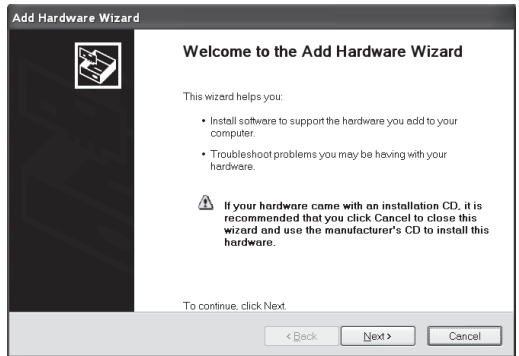 Add Hardware Wizard
Welcome to the Add Hardware Wizard
This wizard helps you:
• Install software to support the hardware you add to your
computer.
• Troubleshoot problems you may be having with your
hardware.
If your hardware came with an installation CD, it is
recommended that you click Cancel to close this
wizard and use the manufacturer's CD to install this
hardware.
To continue, click Next.
< Back Next > Cancel